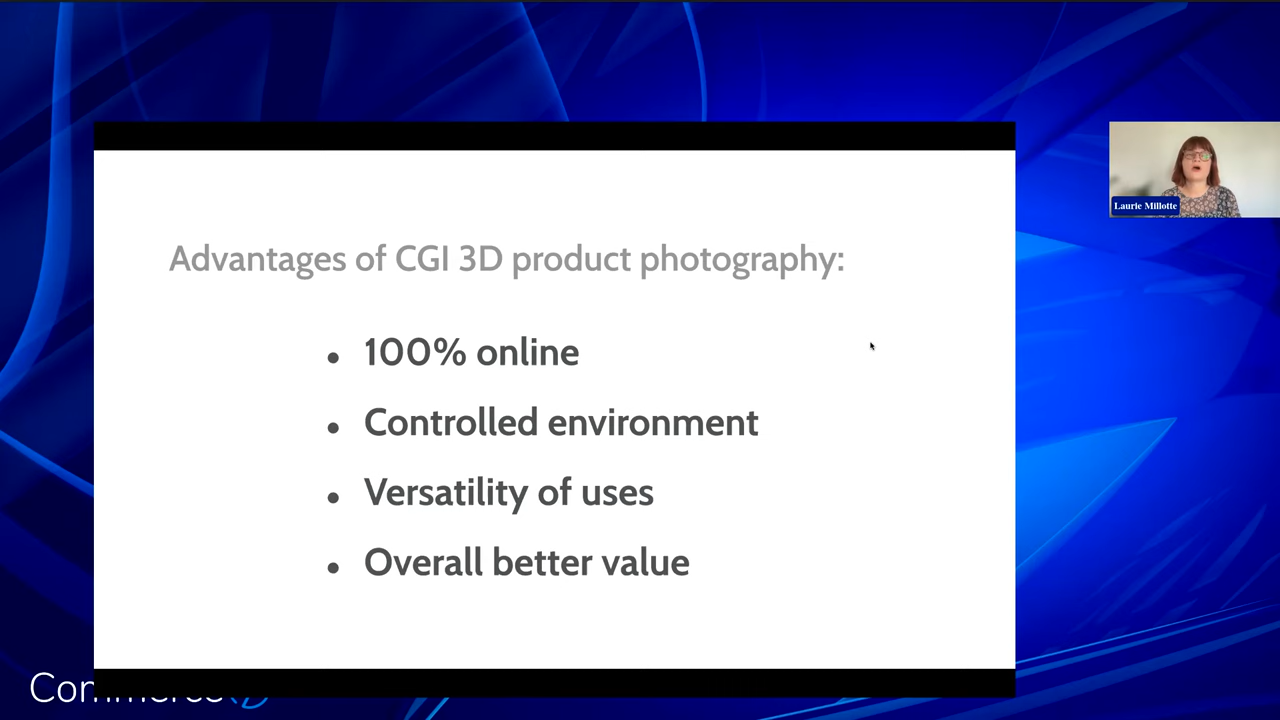 Advantages of CGI 3D product photography:
• 100% online
• Controlled environment
• Versatility of uses
• Overall better value
Laurie Millotte